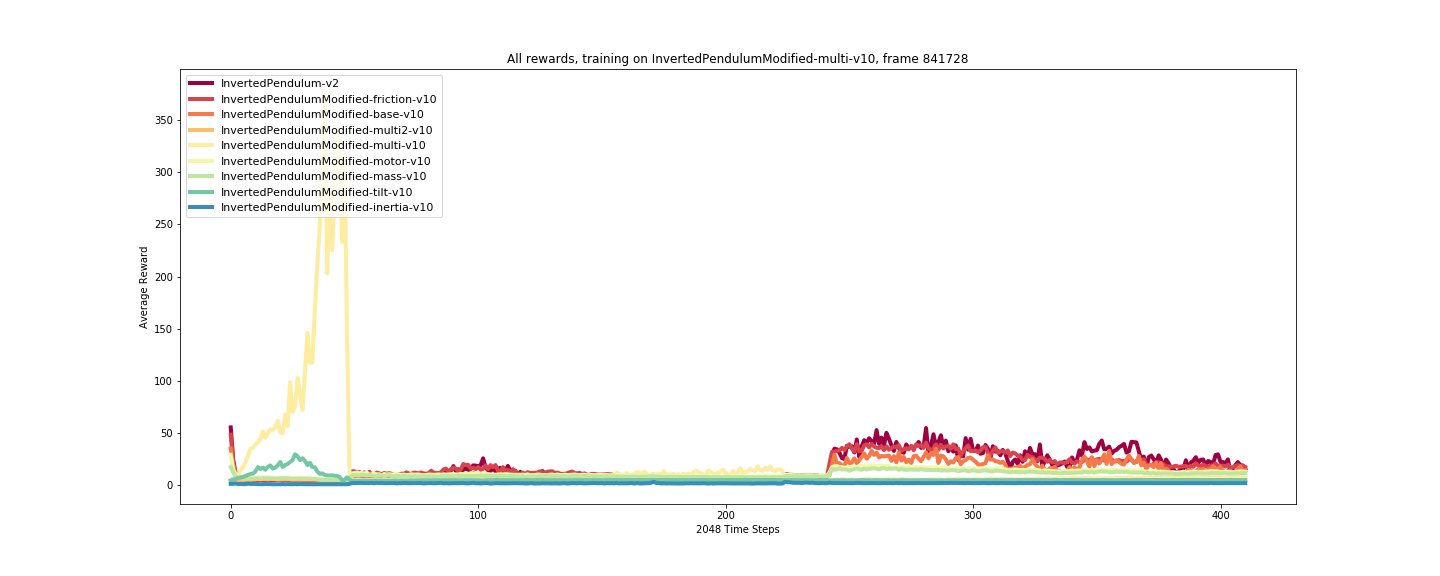 All rewards, training on InvertedPendulumModified-multi-v10, frame 841728
InvertedPendulum-v2
InvertedPendulumModified-friction-v10
InvertedPendulumModified-base-v10
InvertedPendulumModified-multi2-v10
InvertedPendulumModified-multi-v10
InvertedPendulumModified-motor-v10
InvertedPendulumModified-mass-v10
InvertedPendulumModified-tilt-v10
InvertedPendulumModified-inertia-v10
350
300
250
200
150
100
50
0
Average Reward
0 100 200 300 400
2048 Time Steps